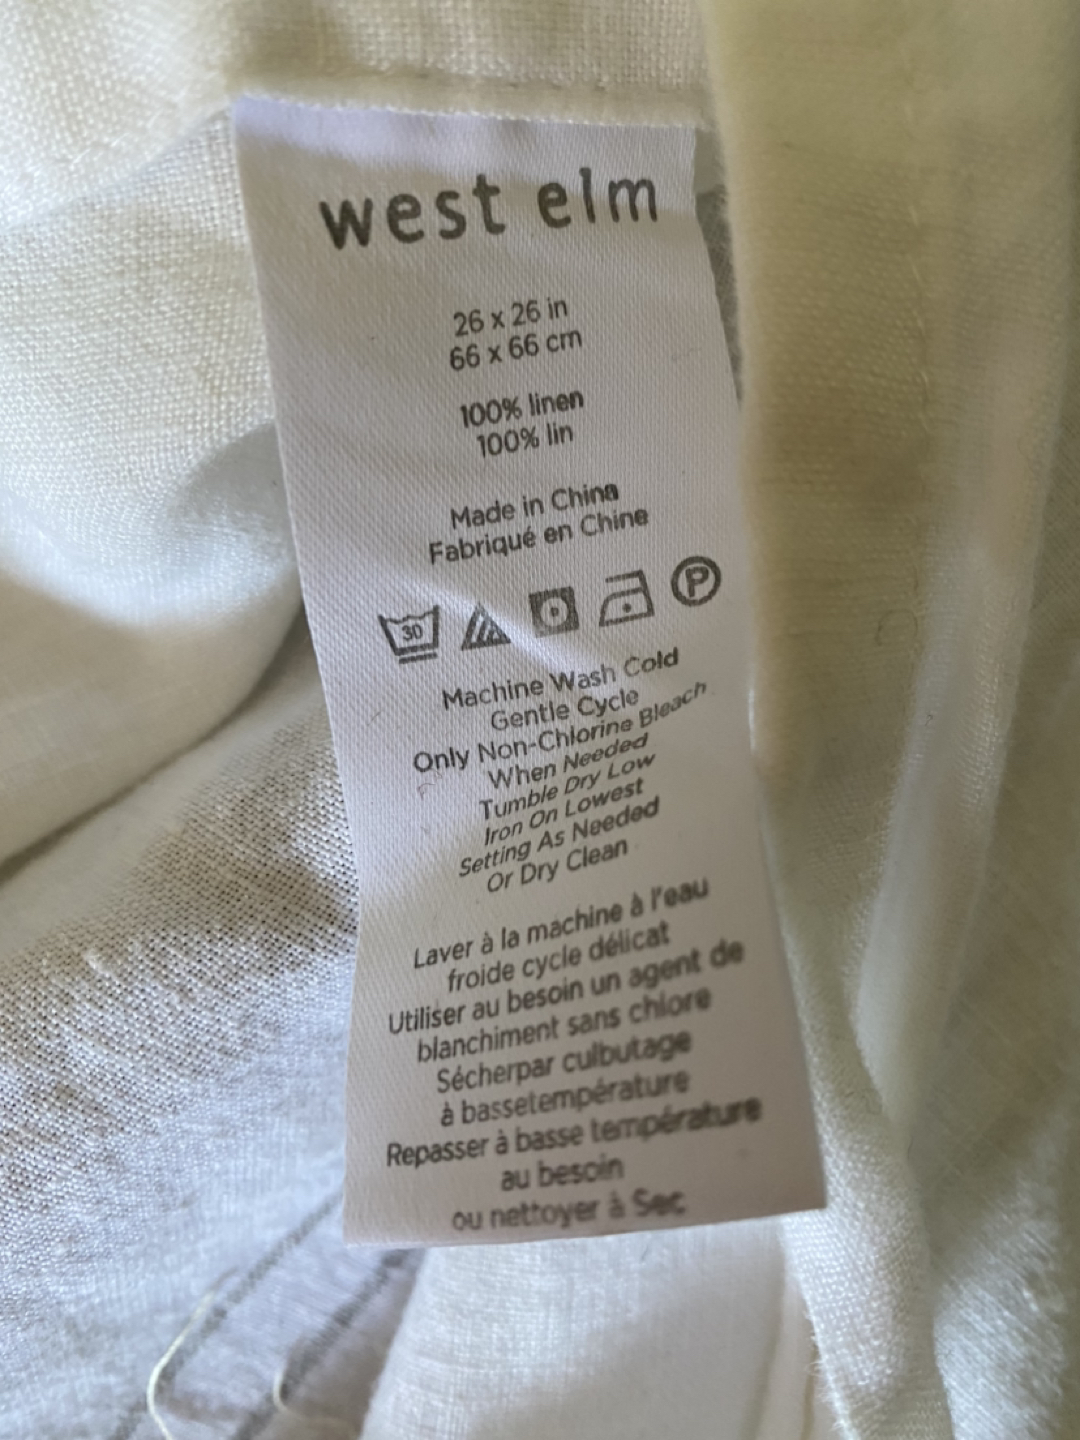 west elm
26 x 26 in
66 x 66 cm
100% linen
100% lin
Made in China
Fabriqué en Chine
30 P
Machine Wash Cold
Gentle Cycle
Only Non-Chlorine Bleach
When Needed
Tumble Dry Low
Iron On Lowest
Setting As Needed
Or Dry Clean
Laver à la machine à l'eau
froide cycle délicat
Utiliser au besoin un agent de
blanchiment sans chlore
Sécherpar culbutage
à bassetempérature
Repasser à basse température
au besoin
ou nettoyer à Sec